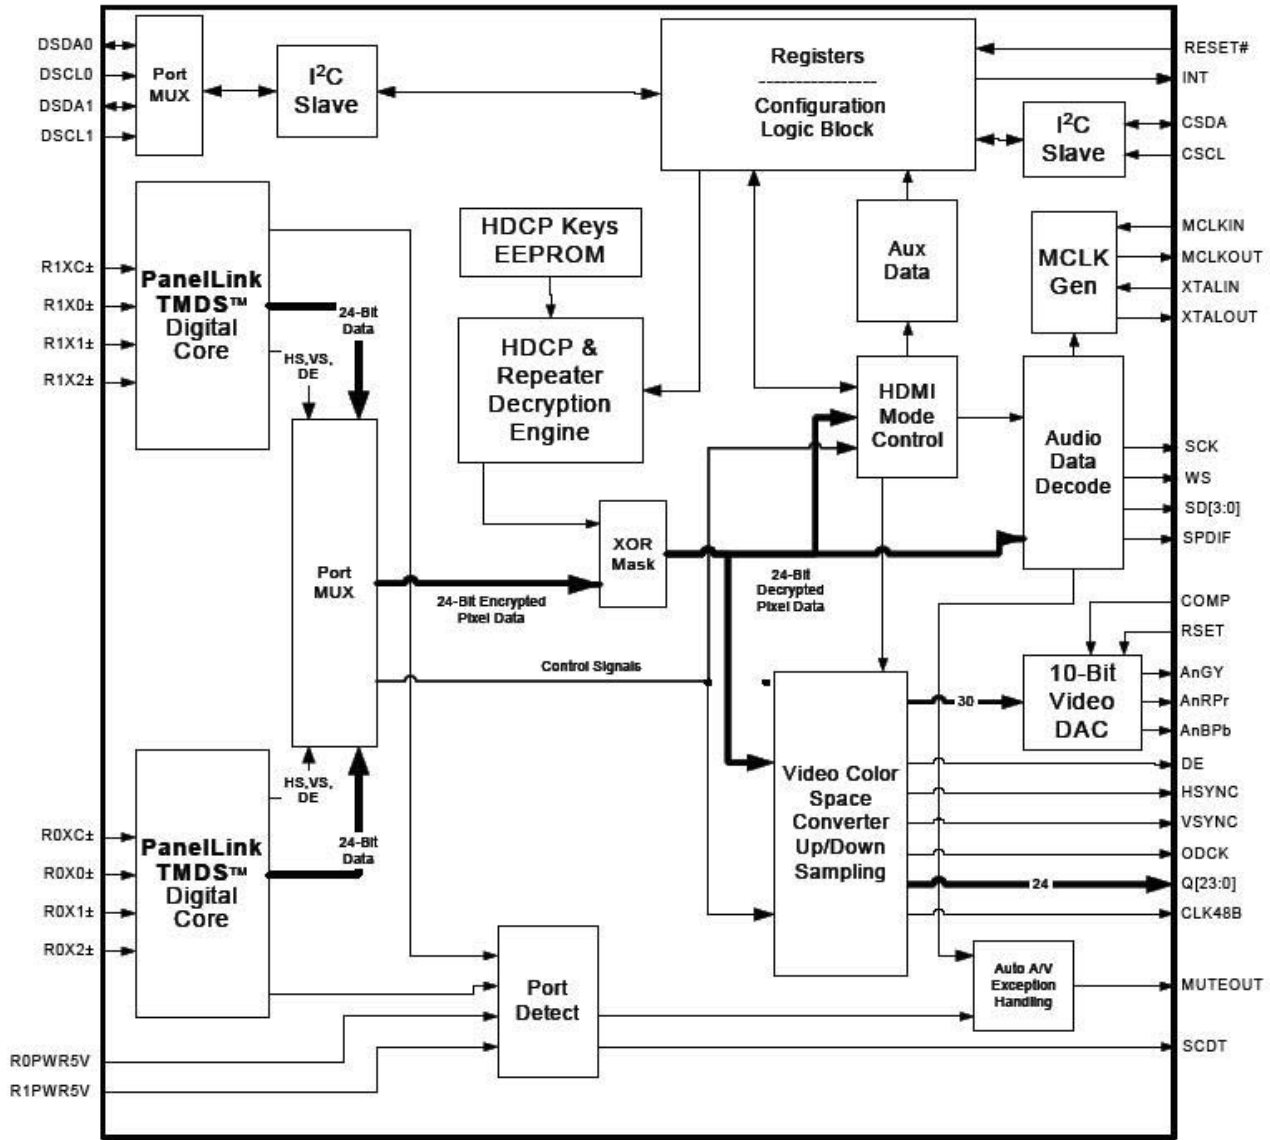 DSDA0
DSCL0
DSDA1
DSCL1
Port
MUX
I²C
Slave
Registers
Configuration
Logic Block
RESET#
INT
I²C
Slave
CSDA
CSCL
R1XC±
R1X0±
R1X1±
R1X2±
PanelLink
TMDS™
Digital
Core
24-Bit
Data
HS,VS,
DE
HDCP Keys
EEPROM
HDCP &
Repeater
Decryption
Engine
Aux
Data
MCLK
Gen
MCLKIN
MCLKOUT
XTALIN
XTALOUT
HDMI
Mode
Control
Audio
Data
Decode
SCK
WS
SD[3:0]
SPDIF
Port
MUX
24-Bit Encrypted
Pixel Data
XOR
Mask
24-Bit
Decrypted
Pixel Data
Control Signals
COMP
RSET
30
10-Bit
Video
DAC
AnGY
AnRPr
AnBPb
Video Color
Space
Converter
Up/Down
Sampling
DE
HSYNC
VSYNC
ODCK
24
Q[23:0]
CLK48B
HS,VS,
DE
24-Bit
Data
R0XC±
R0X0±
R0X1±
R0X2±
PanelLink
TMDS™
Digital
Core
Port
Detect
Auto A/V
Exception
Handling
MUTEOUT
SCDT
R0PWR5V
R1PWR5V